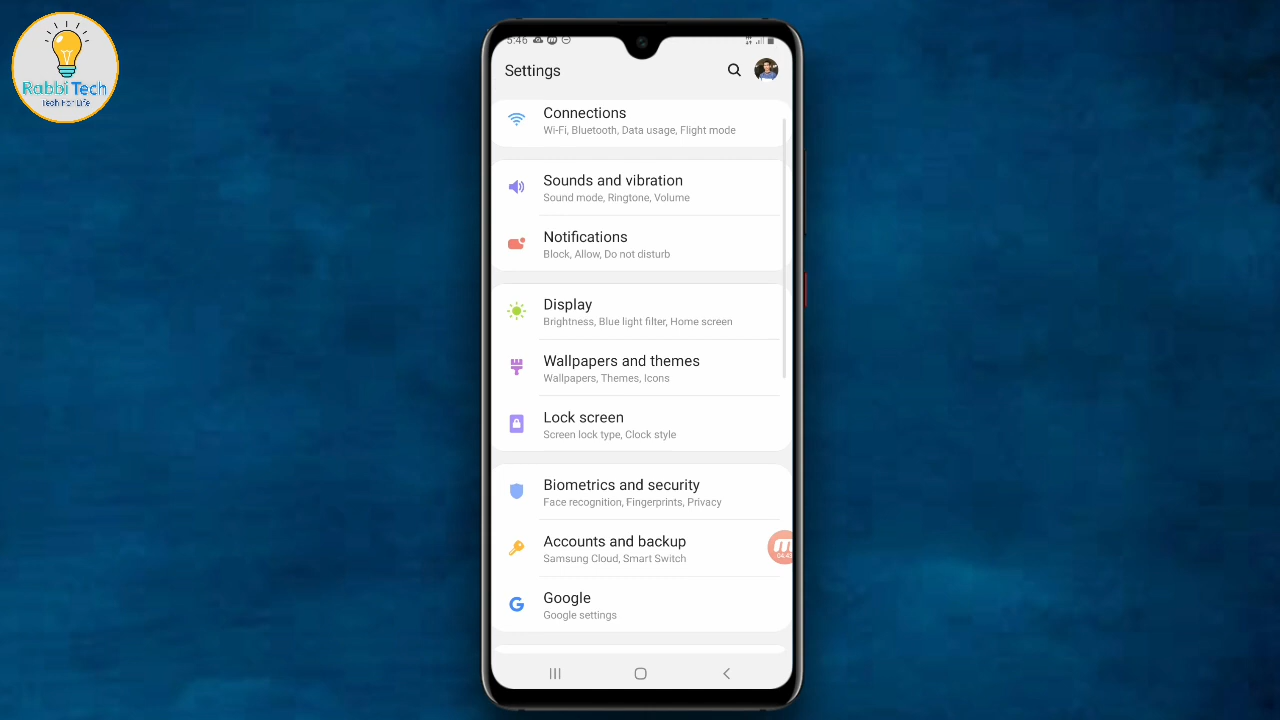 Rabbi Tech
Tech For Life
5:46
Settings
Connections
Wi-Fi, Bluetooth, Data usage, Flight mode
Sounds and vibration
Sound mode, Ringtone, Volume
Notifications
Block, Allow, Do not disturb
Display
Brightness, Blue light filter, Home screen
Wallpapers and themes
Wallpapers, Themes, Icons
Lock screen
Screen lock type, Clock style
Biometrics and security
Face recognition, Fingerprints, Privacy
Accounts and backup
Samsung Cloud, Smart Switch
Google
Google settings